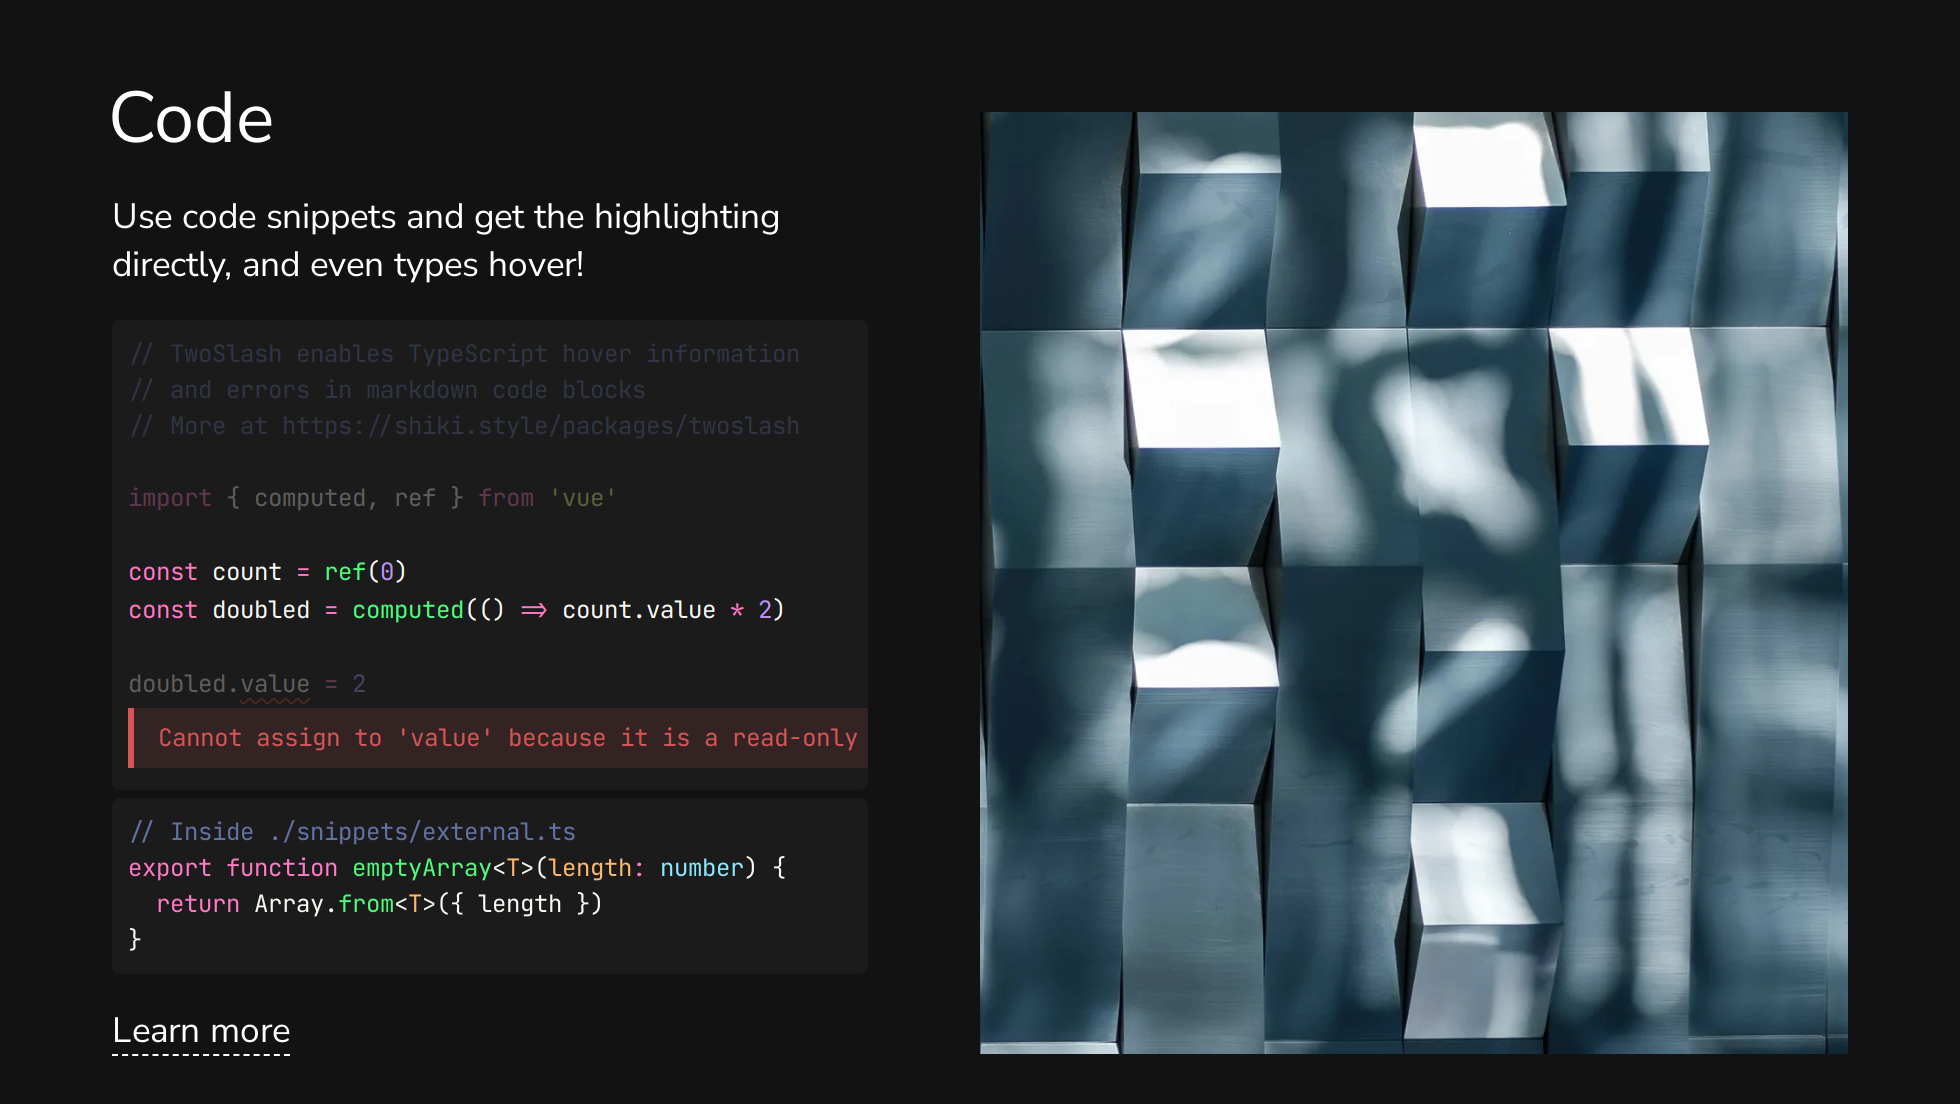 Code
Use code snippets and get the highlighting
directly, and even types hover!
// TwoSlash enables TypeScript hover information
// and errors in markdown code blocks
// More at https://shiki.style/packages/twoslash
import { computed, ref } from 'vue'
const count = ref(0)
const doubled = computed(() => count.value * 2)
doubled.value = 2
Cannot assign to 'value' because it is a read-only
// Inside ./snippets/external.ts
export function emptyArray<T>(length: number) {
  return Array.from<T>({ length })
}
Learn more